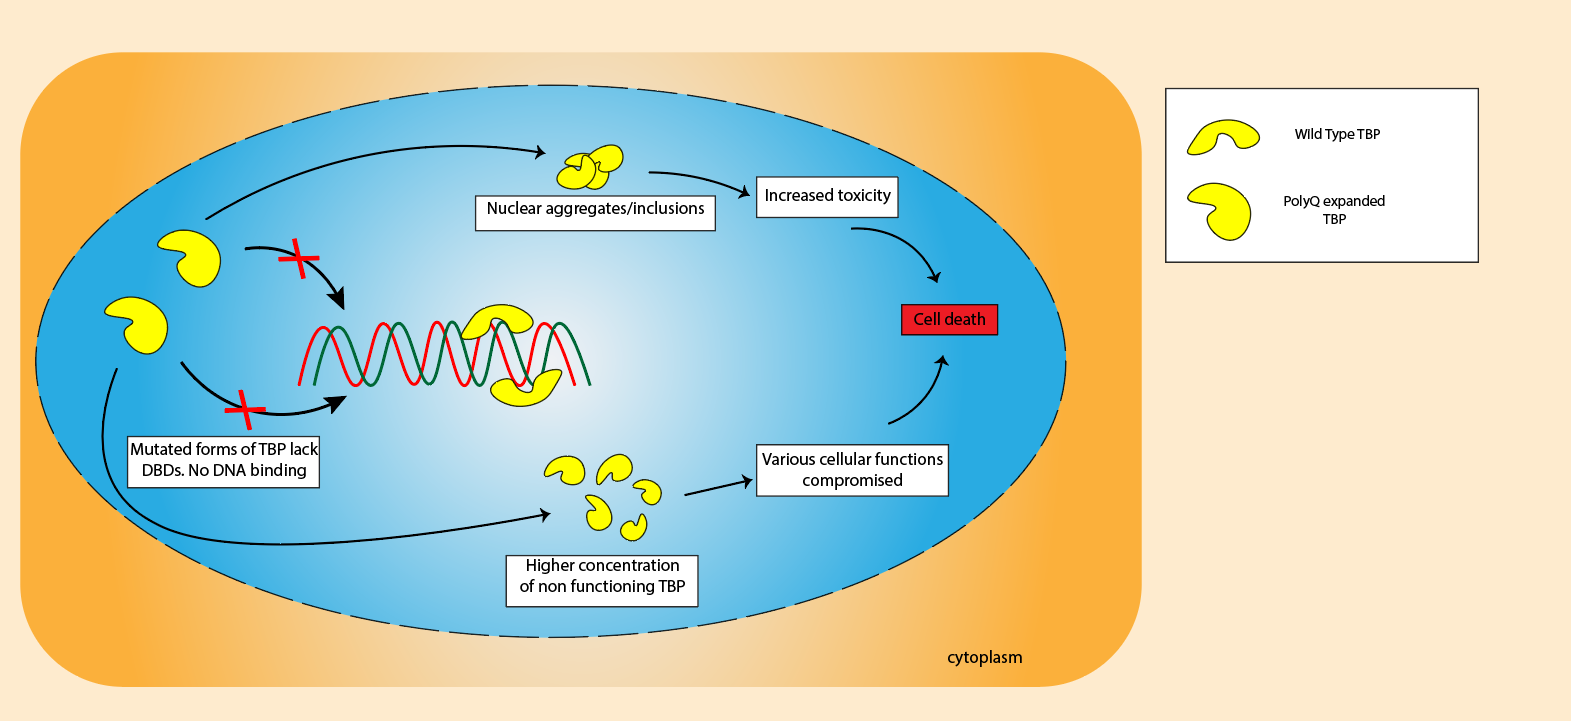 Nuclear aggregates/inclusions
Increased toxicity
Cell death
Mutated forms of TBP lack
DBDs. No DNA binding
Various cellular functions
compromised
Higher concentration
of non functioning TBP
cytoplasm
WIld Type TBP
PolyQ expanded
TBP